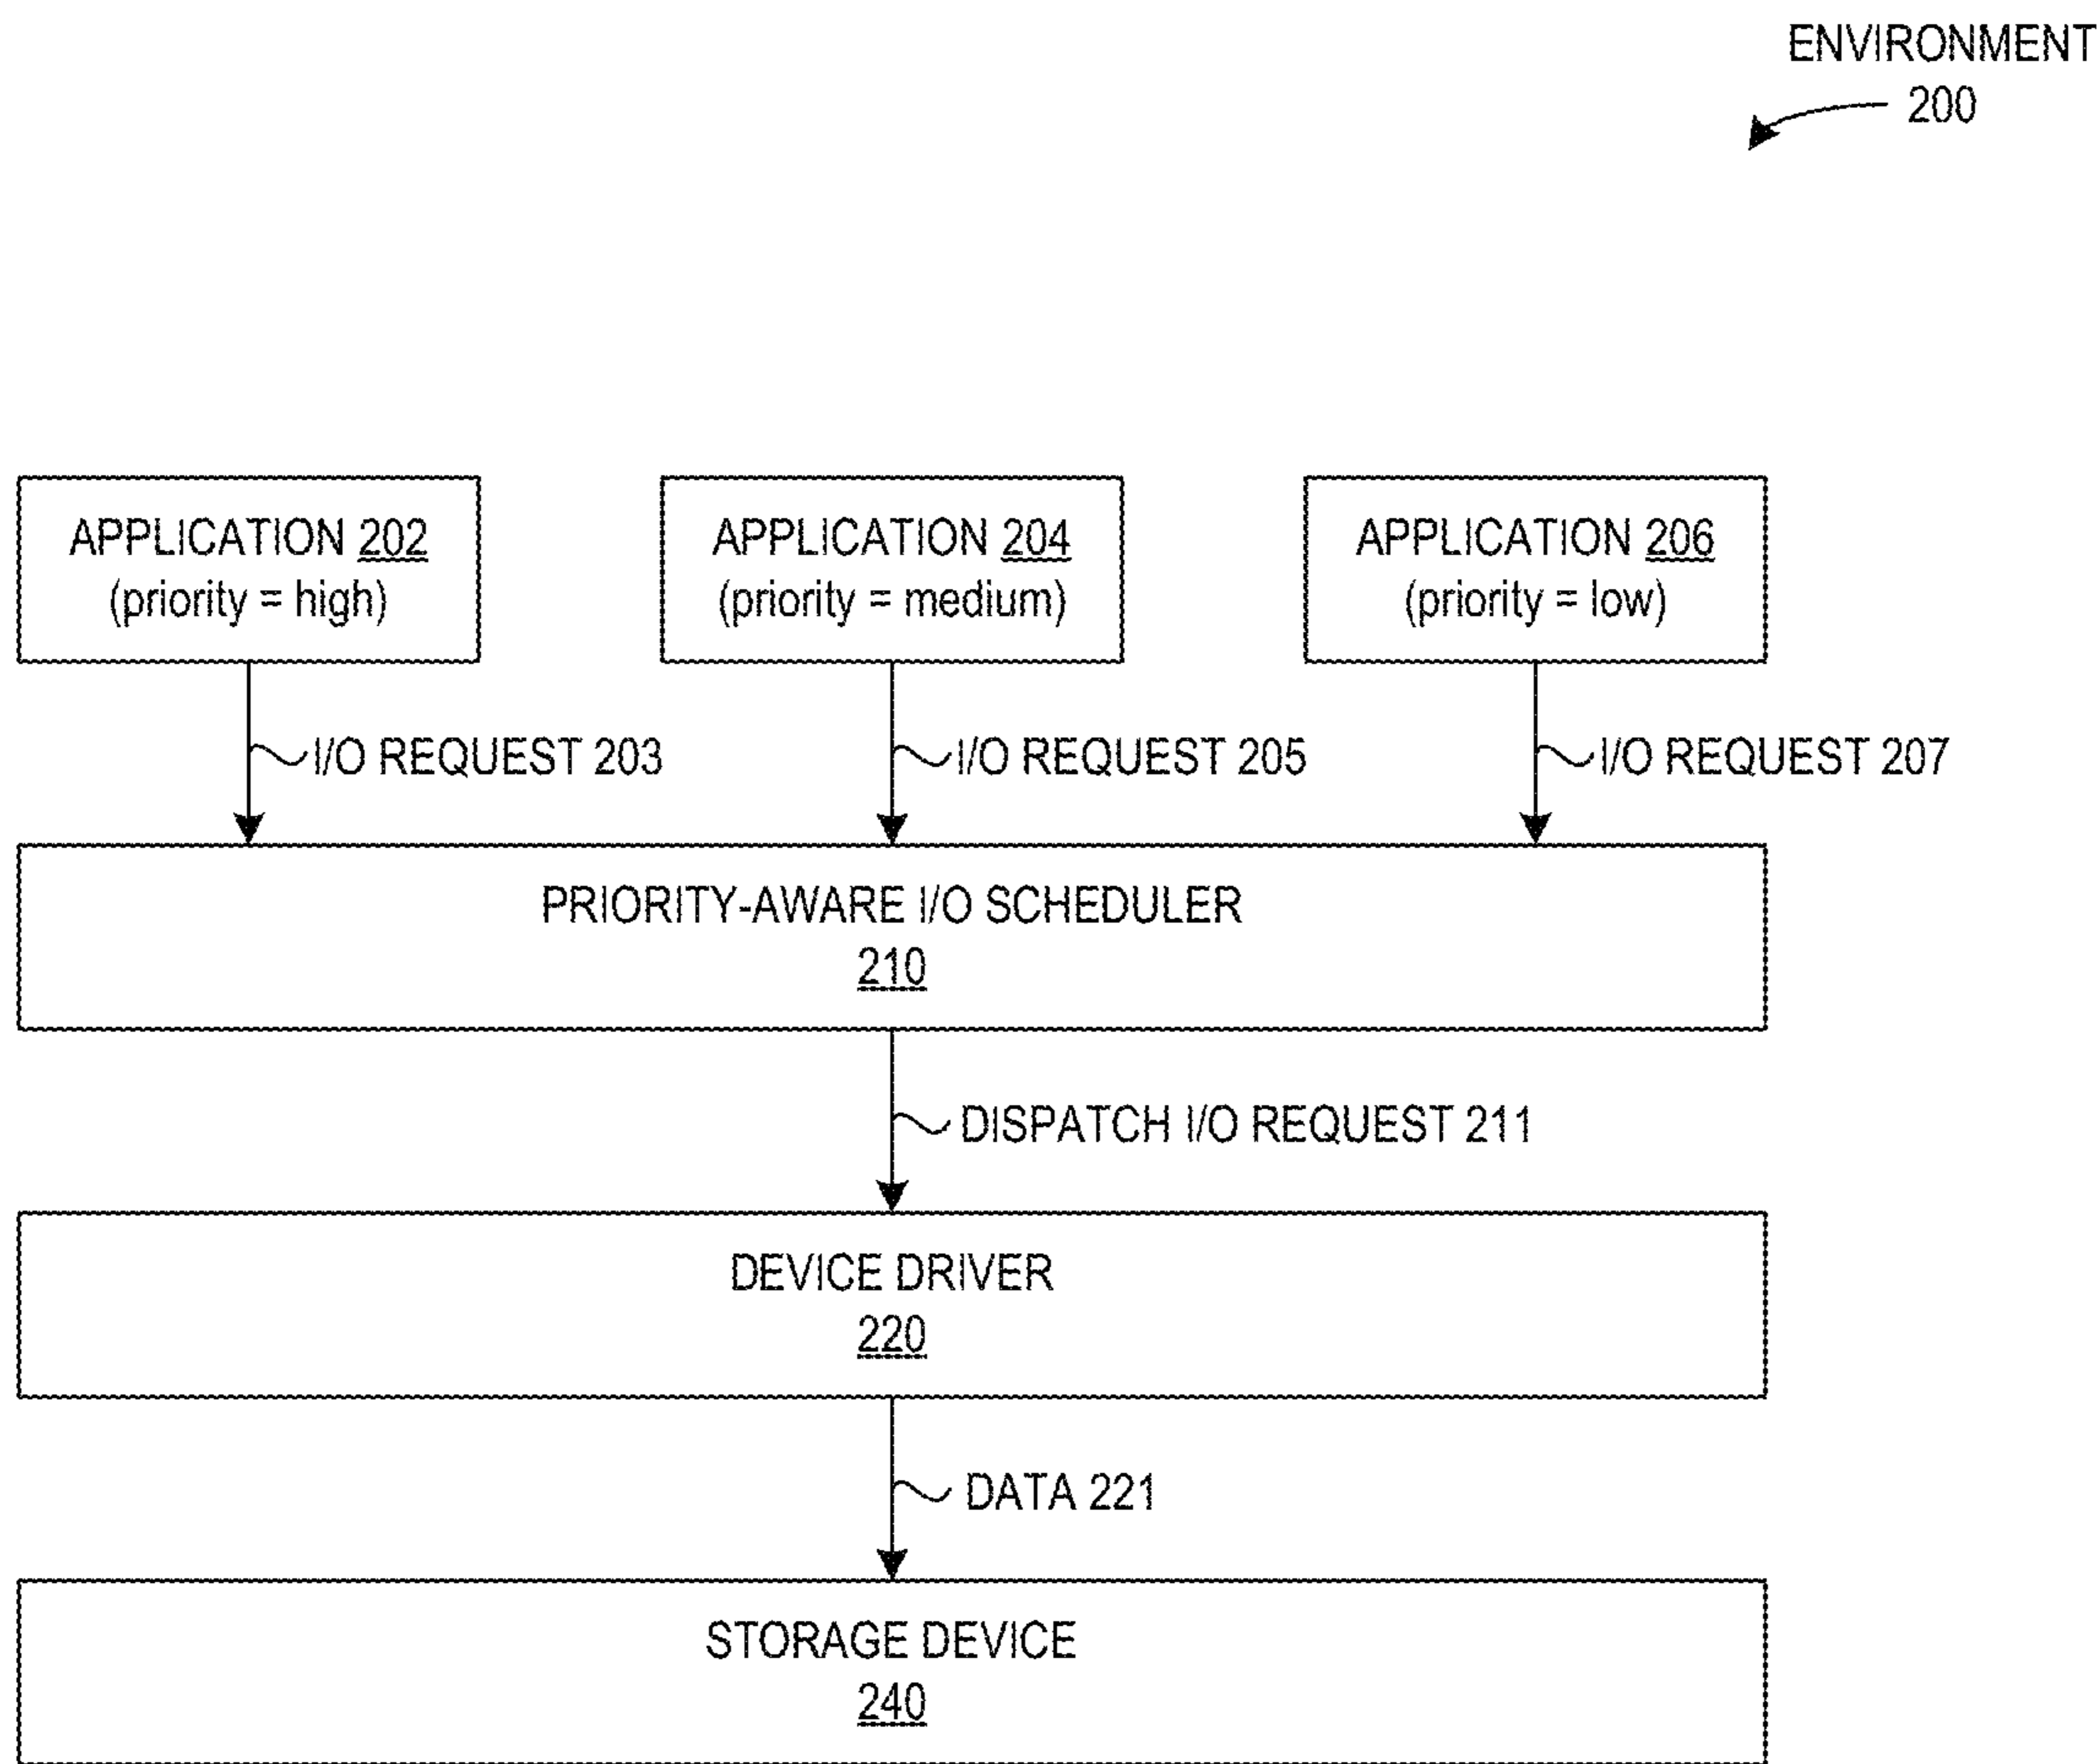 ENVIRONMENT
200
APPLICATION 202
(priority = high)
APPLICATION 204
(priority = medium)
APPLICATION 206
(priority = low)
I/O REQUEST 203
I/O REQUEST 205
I/O REQUEST 207
PRIORITY-AWARE I/O SCHEDULER
210
DISPATCH I/O REQUEST 211
DEVICE DRIVER
220
DATA 221
STORAGE DEVICE
240